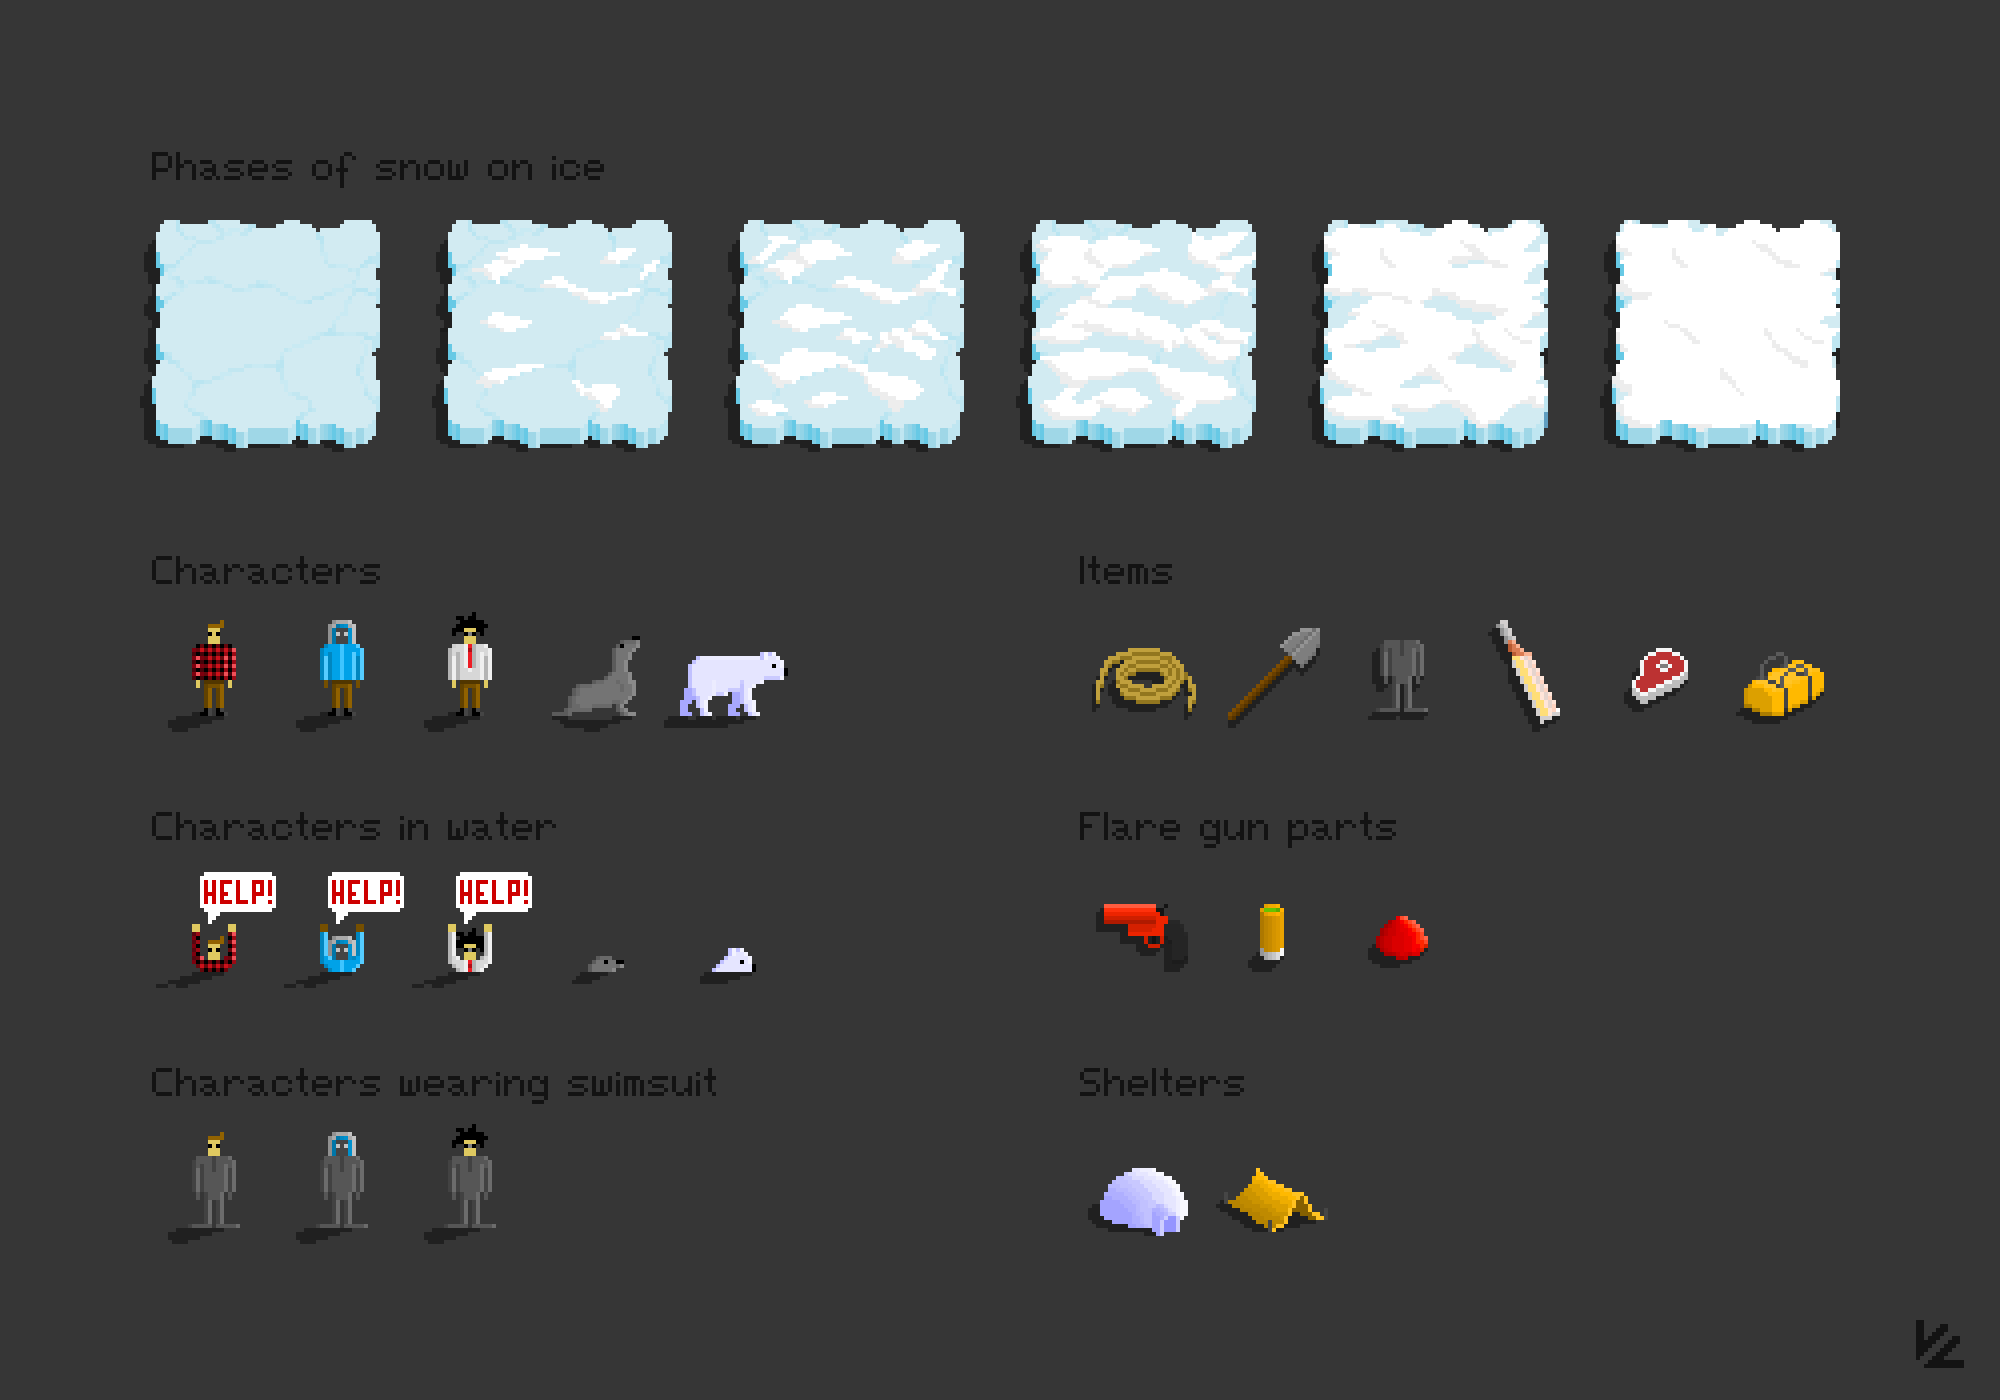 Phases of snow on ice
Characters
Items
Characters in water
Flare gun parts
HELP!
HELP!
HELP!
Characters wearing swimsuit
Shelters